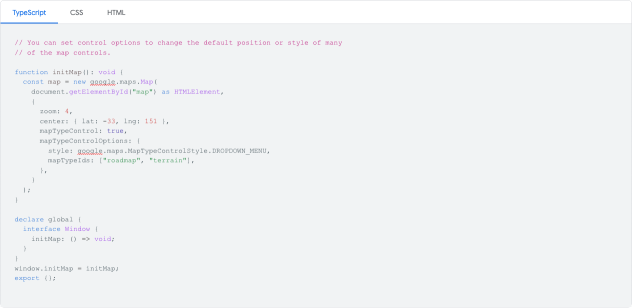 TypeScript CSS HTML
// You can set control options to change the default position or style of many
// of the map controls.
function initMap(): void {
  const map = new google.maps.Map(
    document.getElementById("map") as HTMLElement,
    {
      zoom: 4,
      center: { lat: -33, lng: 151 },
      mapTypeControl: true,
      mapTypeControlOptions: {
        style: google.maps.MapTypeControlStyle.DROPDOWN_MENU,
        mapTypeIds: ["roadmap", "terrain"],
      },
    }
  );
}
declare global {
  interface Window {
    initMap: () => void;
  }
}
window.initMap = initMap;
export {};